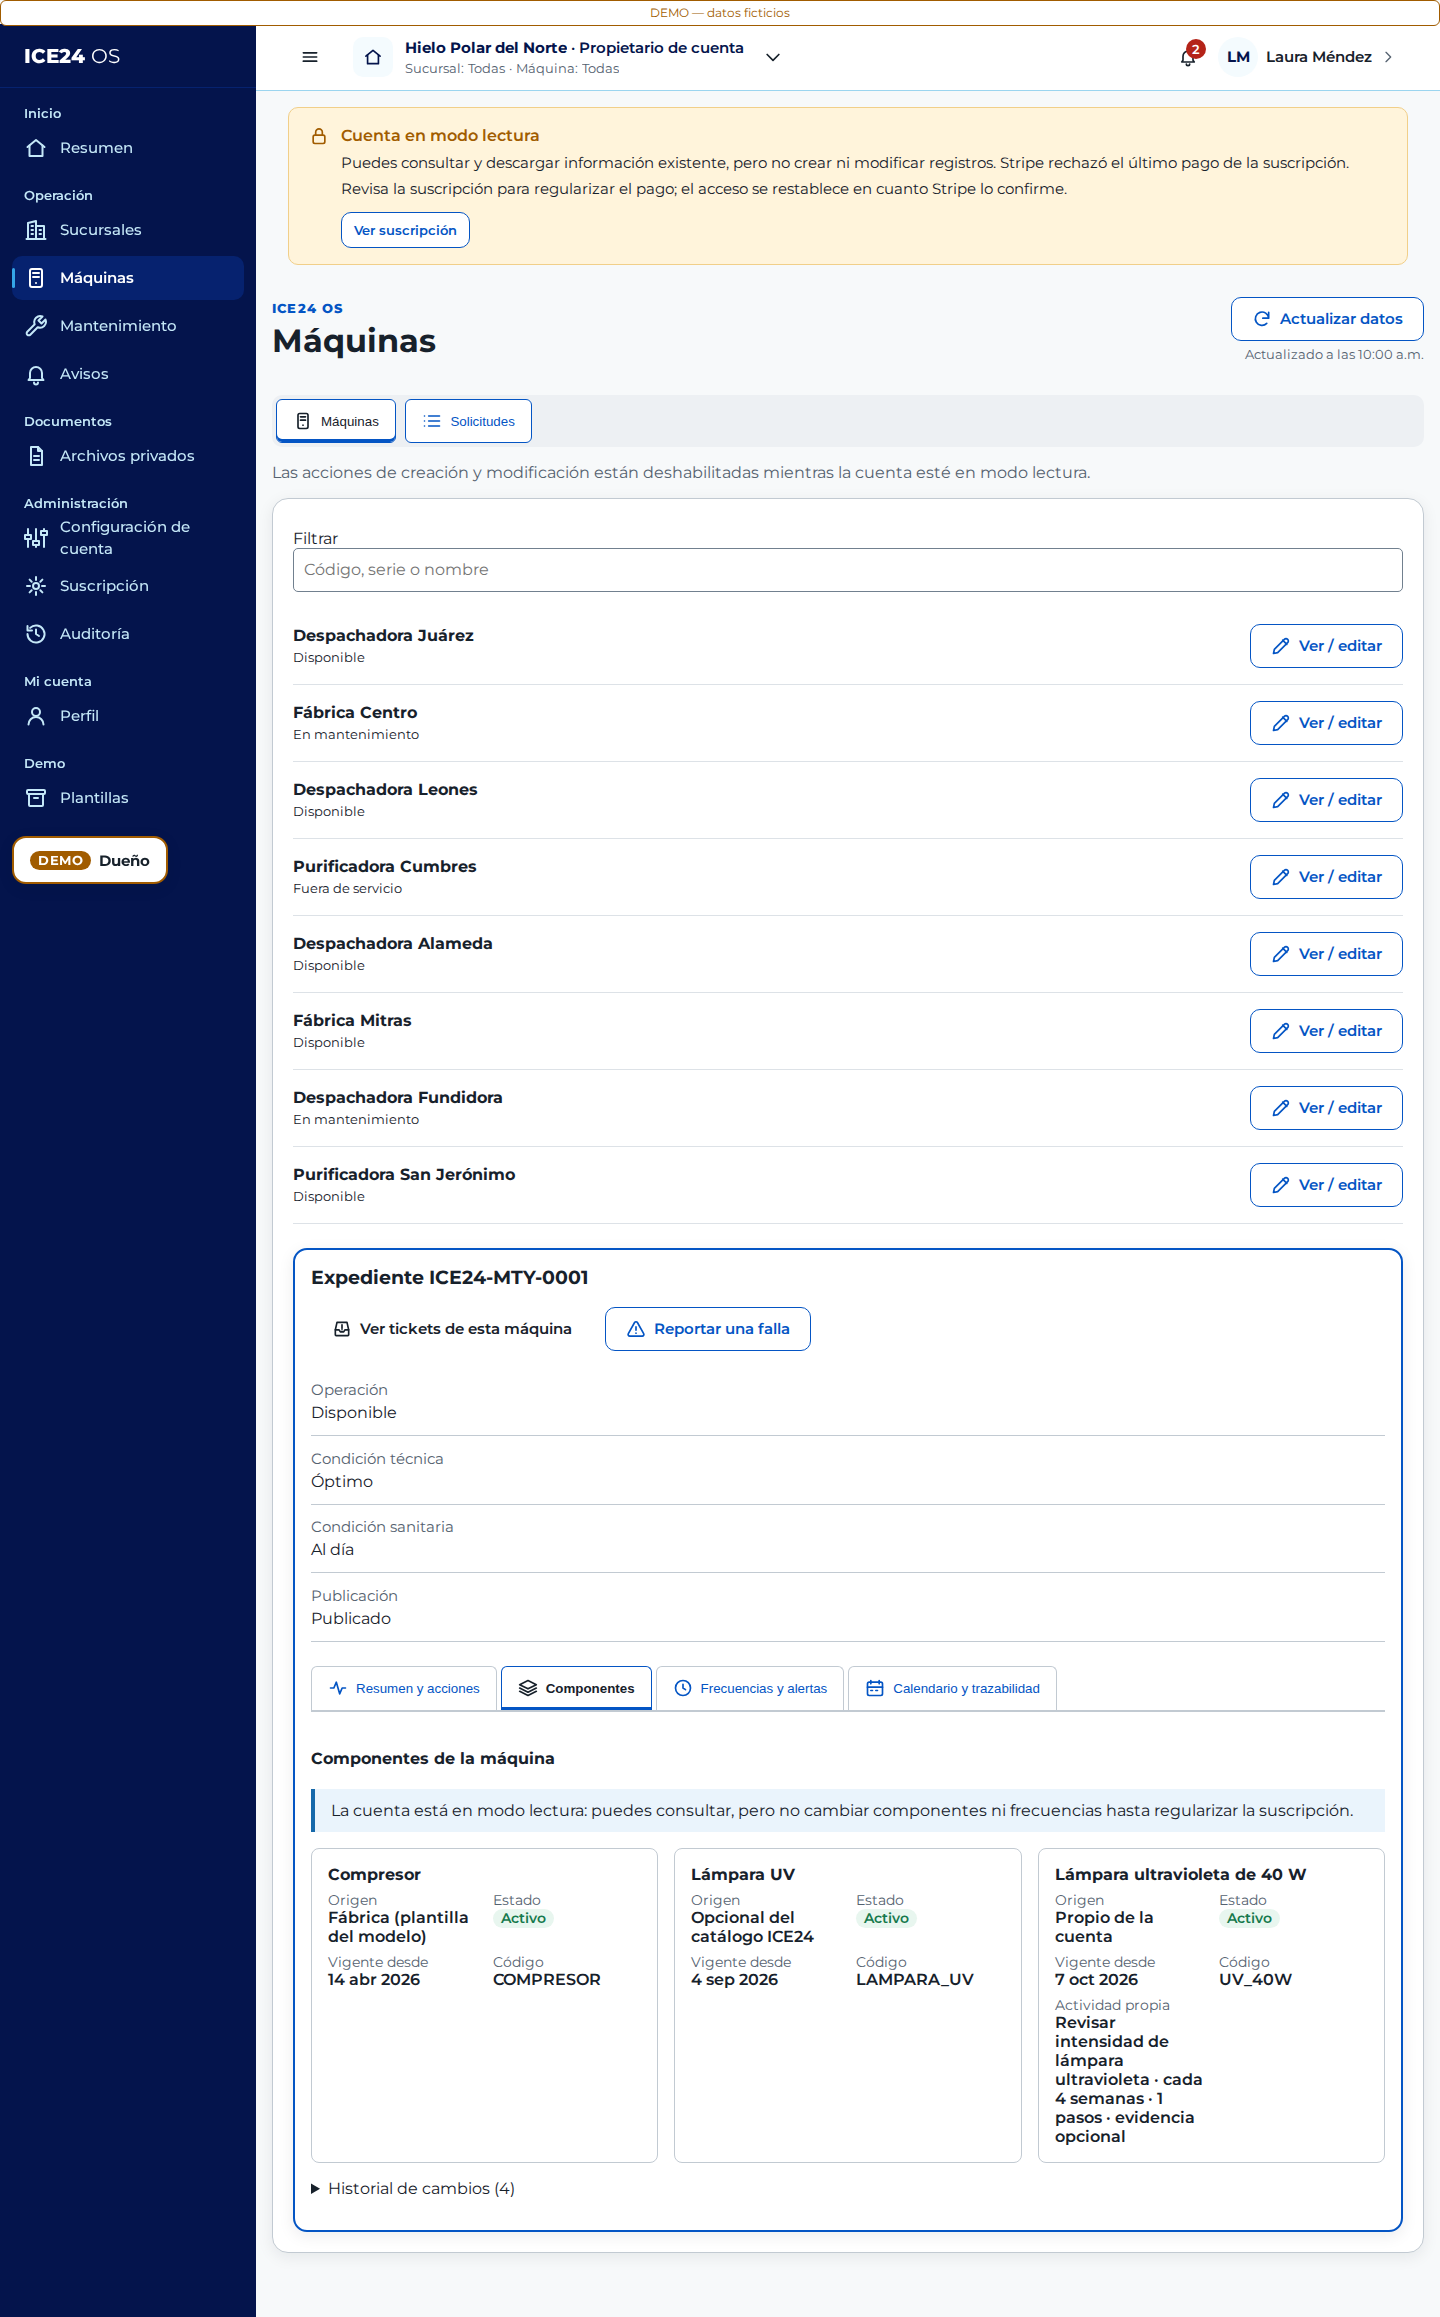 DEMO — datos ficticios
ICE24 OS
Inicio
Resumen
Operación
Sucursales
Máquinas
Mantenimiento
Avisos
Documentos
Archivos privados
Administración
Configuración de
cuenta
Suscripción
Auditoría
Mi cuenta
Perfil
Demo
Plantillas
DEMO Dueño
Hielo Polar del Norte · Propietario de cuenta
Sucursal: Todas · Máquina: Todas
2
LM Laura Méndez
Cuenta en modo lectura
Puedes consultar y descargar información existente, pero no crear ni modificar registros. Stripe rechazó el último pago de la suscripción.
Revisa la suscripción para regularizar el pago; el acceso se restablece en cuanto Stripe lo confirme.
Ver suscripción
ICE24 OS
Máquinas
Actualizar datos
Actualizado a las 10:00 a.m.
Máquinas Solicitudes
Las acciones de creación y modificación están deshabilitadas mientras la cuenta esté en modo lectura.
Filtrar
Código, serie o nombre
Despachadora Juárez
Disponible
Ver / editar
Fábrica Centro
En mantenimiento
Ver / editar
Despachadora Leones
Disponible
Ver / editar
Purificadora Cumbres
Fuera de servicio
Ver / editar
Despachadora Alameda
Disponible
Ver / editar
Fábrica Mitras
Disponible
Ver / editar
Despachadora Fundidora
En mantenimiento
Ver / editar
Purificadora San Jerónimo
Disponible
Ver / editar
Expediente ICE24-MTY-0001
Ver tickets de esta máquina Reportar una falla
Operación
Disponible
Condición técnica
Óptimo
Condición sanitaria
Al día
Publicación
Publicado
Resumen y acciones Componentes Frecuencias y alertas Calendario y trazabilidad
Componentes de la máquina
La cuenta está en modo lectura: puedes consultar, pero no cambiar componentes ni frecuencias hasta regularizar la suscripción.
Compresor
Origen Estado
Fábrica (plantilla Activo
del modelo)
Vigente desde Código
14 abr 2026 COMPRESOR
Lámpara UV
Origen Estado
Opcional del Activo
catálogo ICE24
Vigente desde Código
4 sep 2026 LAMPARA_UV
Lámpara ultravioleta de 40 W
Origen Estado
Propio de la Activo
cuenta
Vigente desde Código
7 oct 2026 UV_40W
Actividad propia
Revisar
intensidad de
lámpara
ultravioleta · cada
4 semanas · 1
pasos · evidencia
opcional
Historial de cambios (4)